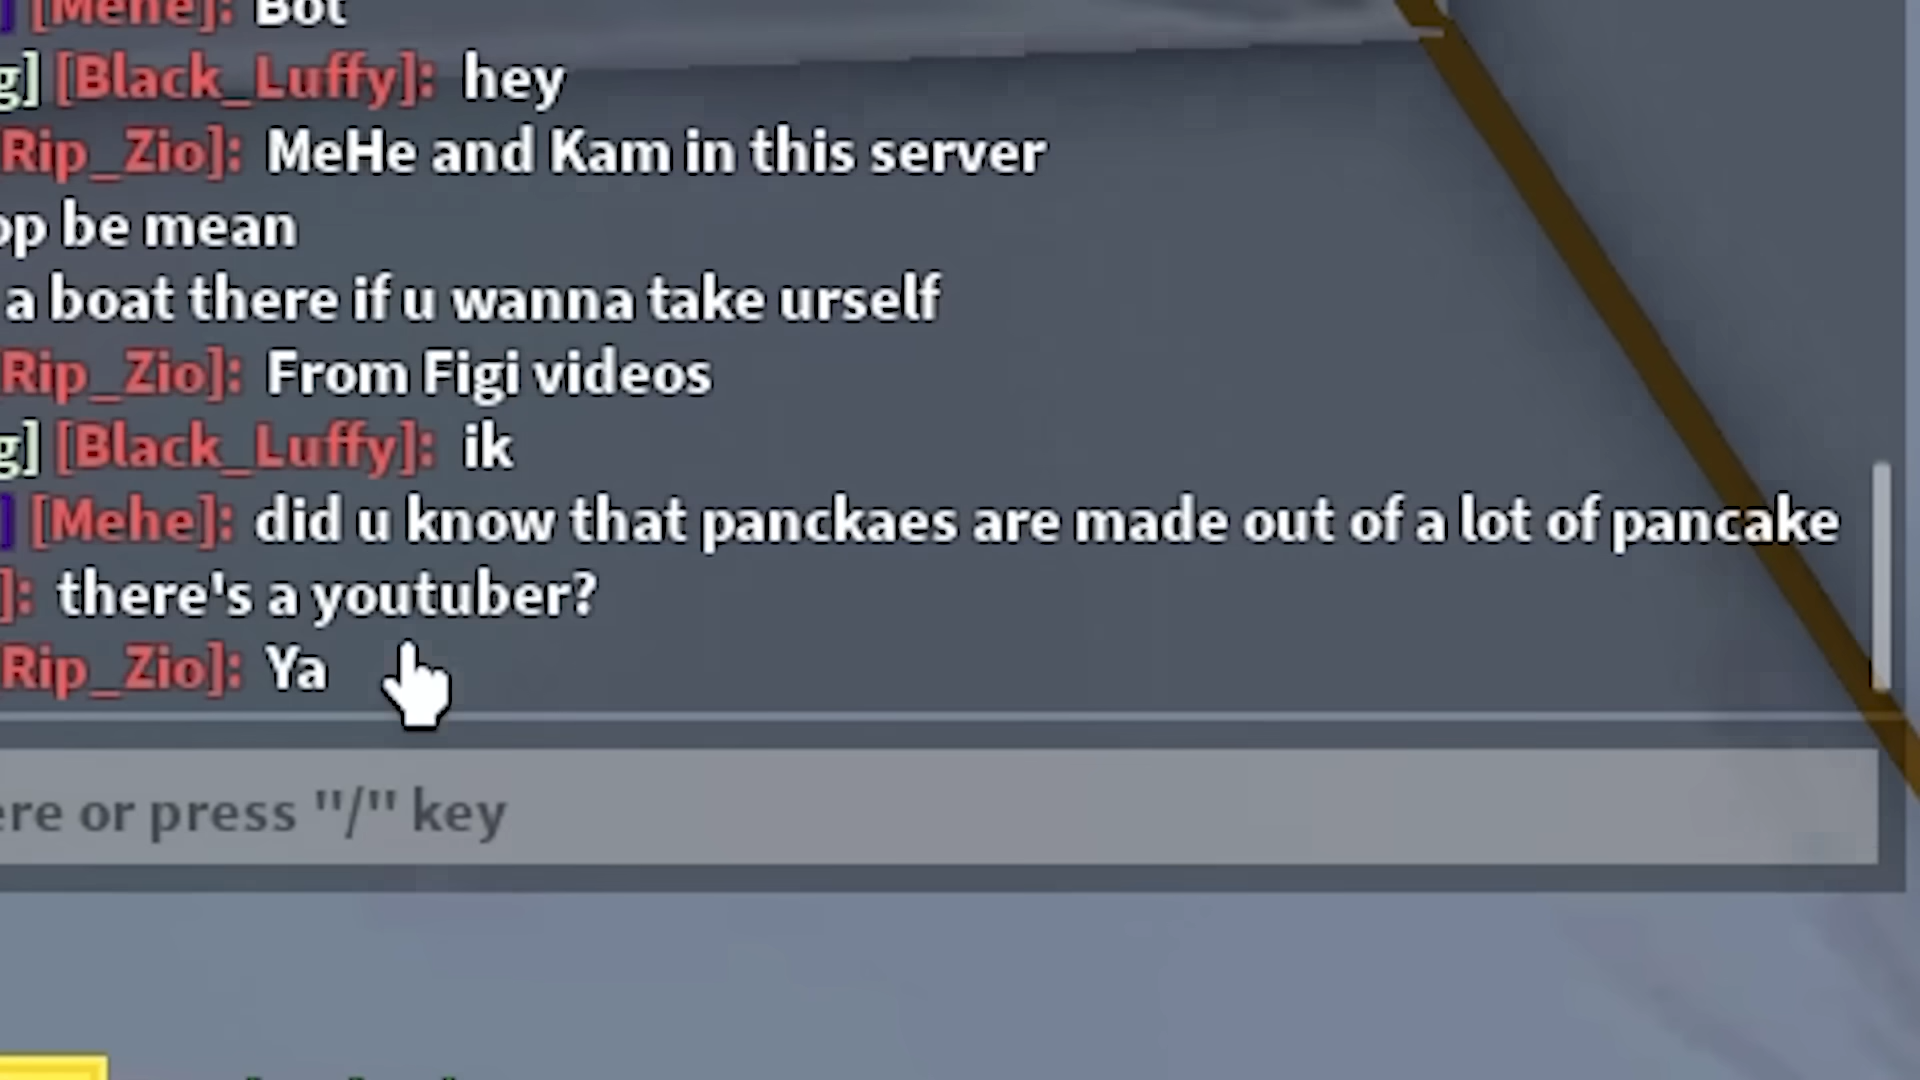 [Mehe]: Bot
g] [Black_Luffy]: hey
Rip_Zio]: MeHe and Kam in this server
op be mean
a boat there if u wanna take urself
Rip_Zio]: From Figi videos
g] [Black_Luffy]: ik
] [Mehe]: did u know that panckaes are made out of a lot of pancake
]: there's a youtuber?
Rip_Zio]: Ya
ere or press "/" key